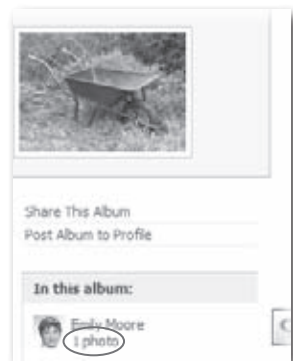 Share This Album
Post Album to Profile
In this album:
Emily Moore
1 photo